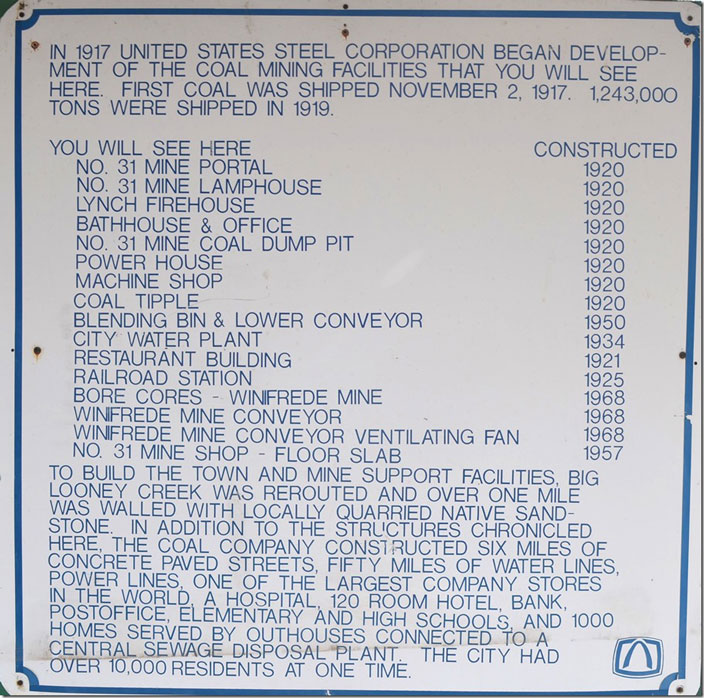 IN 1917 UNITED STATES STEEL CORPORATION BEGAN DEVELOP-
MENT OF THE COAL MINING FACILITIES THAT YOU WILL SEE
HERE. FIRST COAL WAS SHIPPED NOVEMBER 2, 1917. 1,243,000
TONS WERE SHIPPED IN 1919.
YOU WILL SEE HERE CONSTRUCTED
NO. 31 MINE PORTAL 1920
NO. 31 MINE LAMPHOUSE 1920
LYNCH FIREHOUSE 1920
BATHHOUSE & OFFICE 1920
NO. 31 MINE COAL DUMP PIT 1920
POWER HOUSE 1920
MACHINE SHOP 1920
COAL TIPPLE 1920
BLENDING BIN & LOWER CONVEYOR 1950
CITY WATER PLANT 1934
RESTAURANT BUILDING 1921
RAILROAD STATION 1925
BORE CORES - WINIFREDE MINE 1968
WINIFREDE MINE CONVEYOR 1968
WINIFREDE MINE CONVEYOR VENTILATING FAN 1968
NO. 31 MINE SHOP - FLOOR SLAB 1957
TO BUILD THE TOWN AND MINE SUPPORT FACILITIES, BIG
LOONEY CREEK WAS REROUTED AND OVER ONE MILE
WAS WALLED WITH LOCALLY QUARRIED NATIVE SAND-
STONE. IN ADDITION TO THE STRUCTURES CHRONICLED
HERE, THE COAL COMPANY CONSTRUCTED SIX MILES OF
CONCRETE PAVED STREETS, FIFTY MILES OF WATER LINES,
POWER LINES, ONE OF THE LARGEST COMPANY STORES
IN THE WORLD, A HOSPITAL, 120 ROOM HOTEL, BANK,
POSTOFFICE, ELEMENTARY AND HIGH SCHOOLS, AND 1000
HOMES SERVED BY OUTHOUSES CONNECTED TO A
CENTRAL SEWAGE DISPOSAL PLANT. THE CITY HAD
OVER 10,000 RESIDENTS AT ONE TIME.